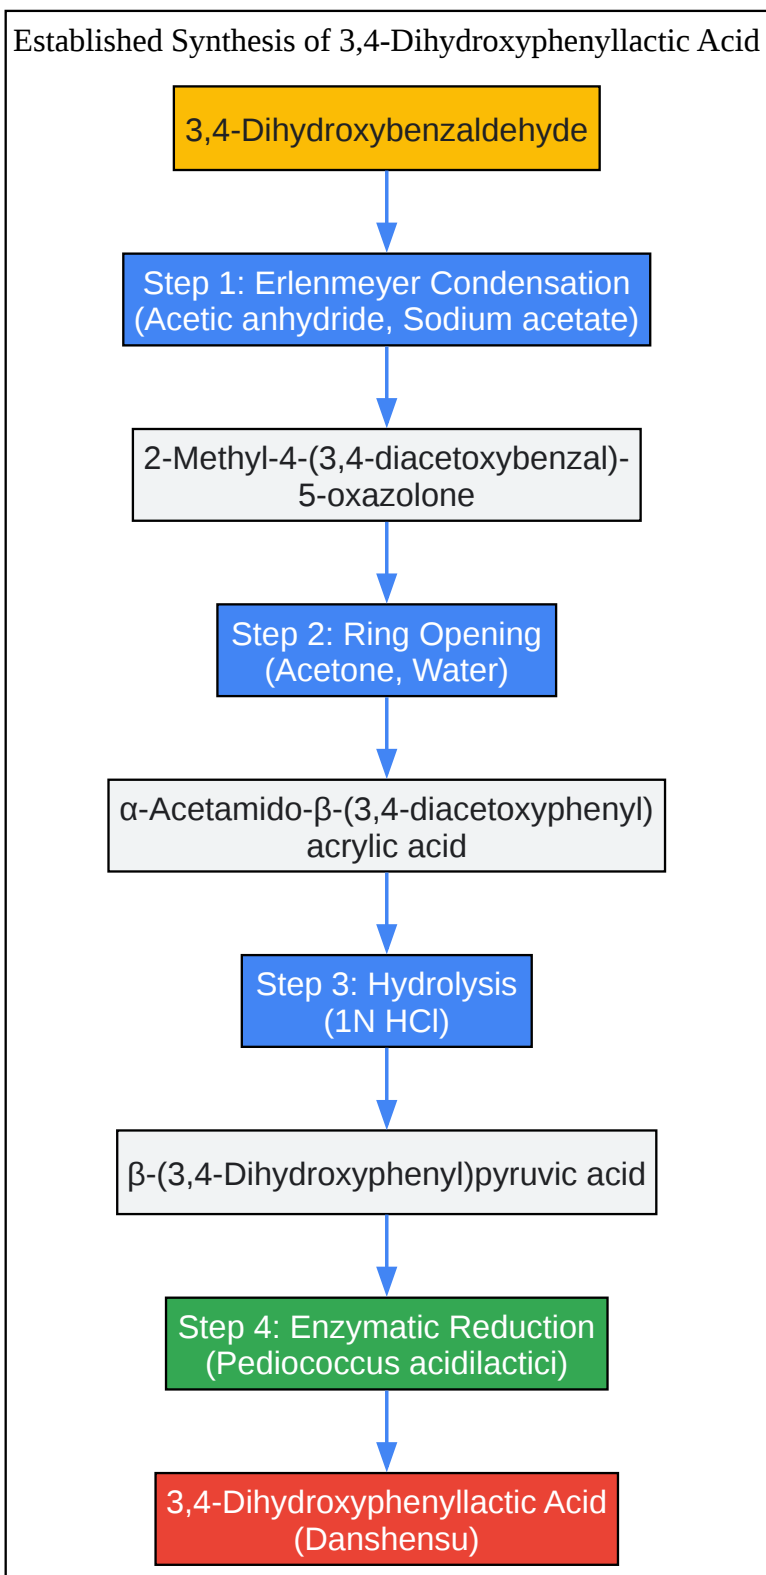 Established Synthesis of 3,4-Dihydroxyphenyllactic Acid
3,4-Dihydroxybenzaldehyde
Step 1: Erlenmeyer Condensation
(Acetic anhydride, Sodium acetate)
2-Methyl-4-(3,4-diacetoxybenzal)-
5-oxazolone
Step 2: Ring Opening
(Acetone, Water)
α-Acetamido-β-(3,4-diacetoxyphenyl)
acrylic acid
Step 3: Hydrolysis
(1N HCl)
β-(3,4-Dihydroxyphenyl)pyruvic acid
Step 4: Enzymatic Reduction
(Pediococcus acidilactici)
3,4-Dihydroxyphenyllactic Acid
(Danshensu)